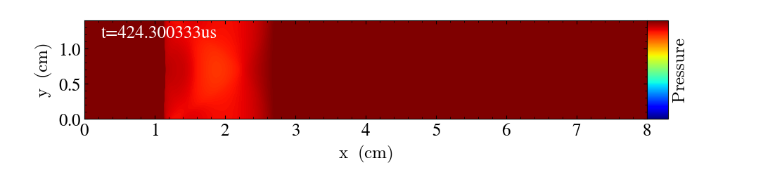 t=424.300333us
y (cm)
1.0
0.5
0.0
0 1 2 3 4 5 6 7 8
x (cm)
Pressure